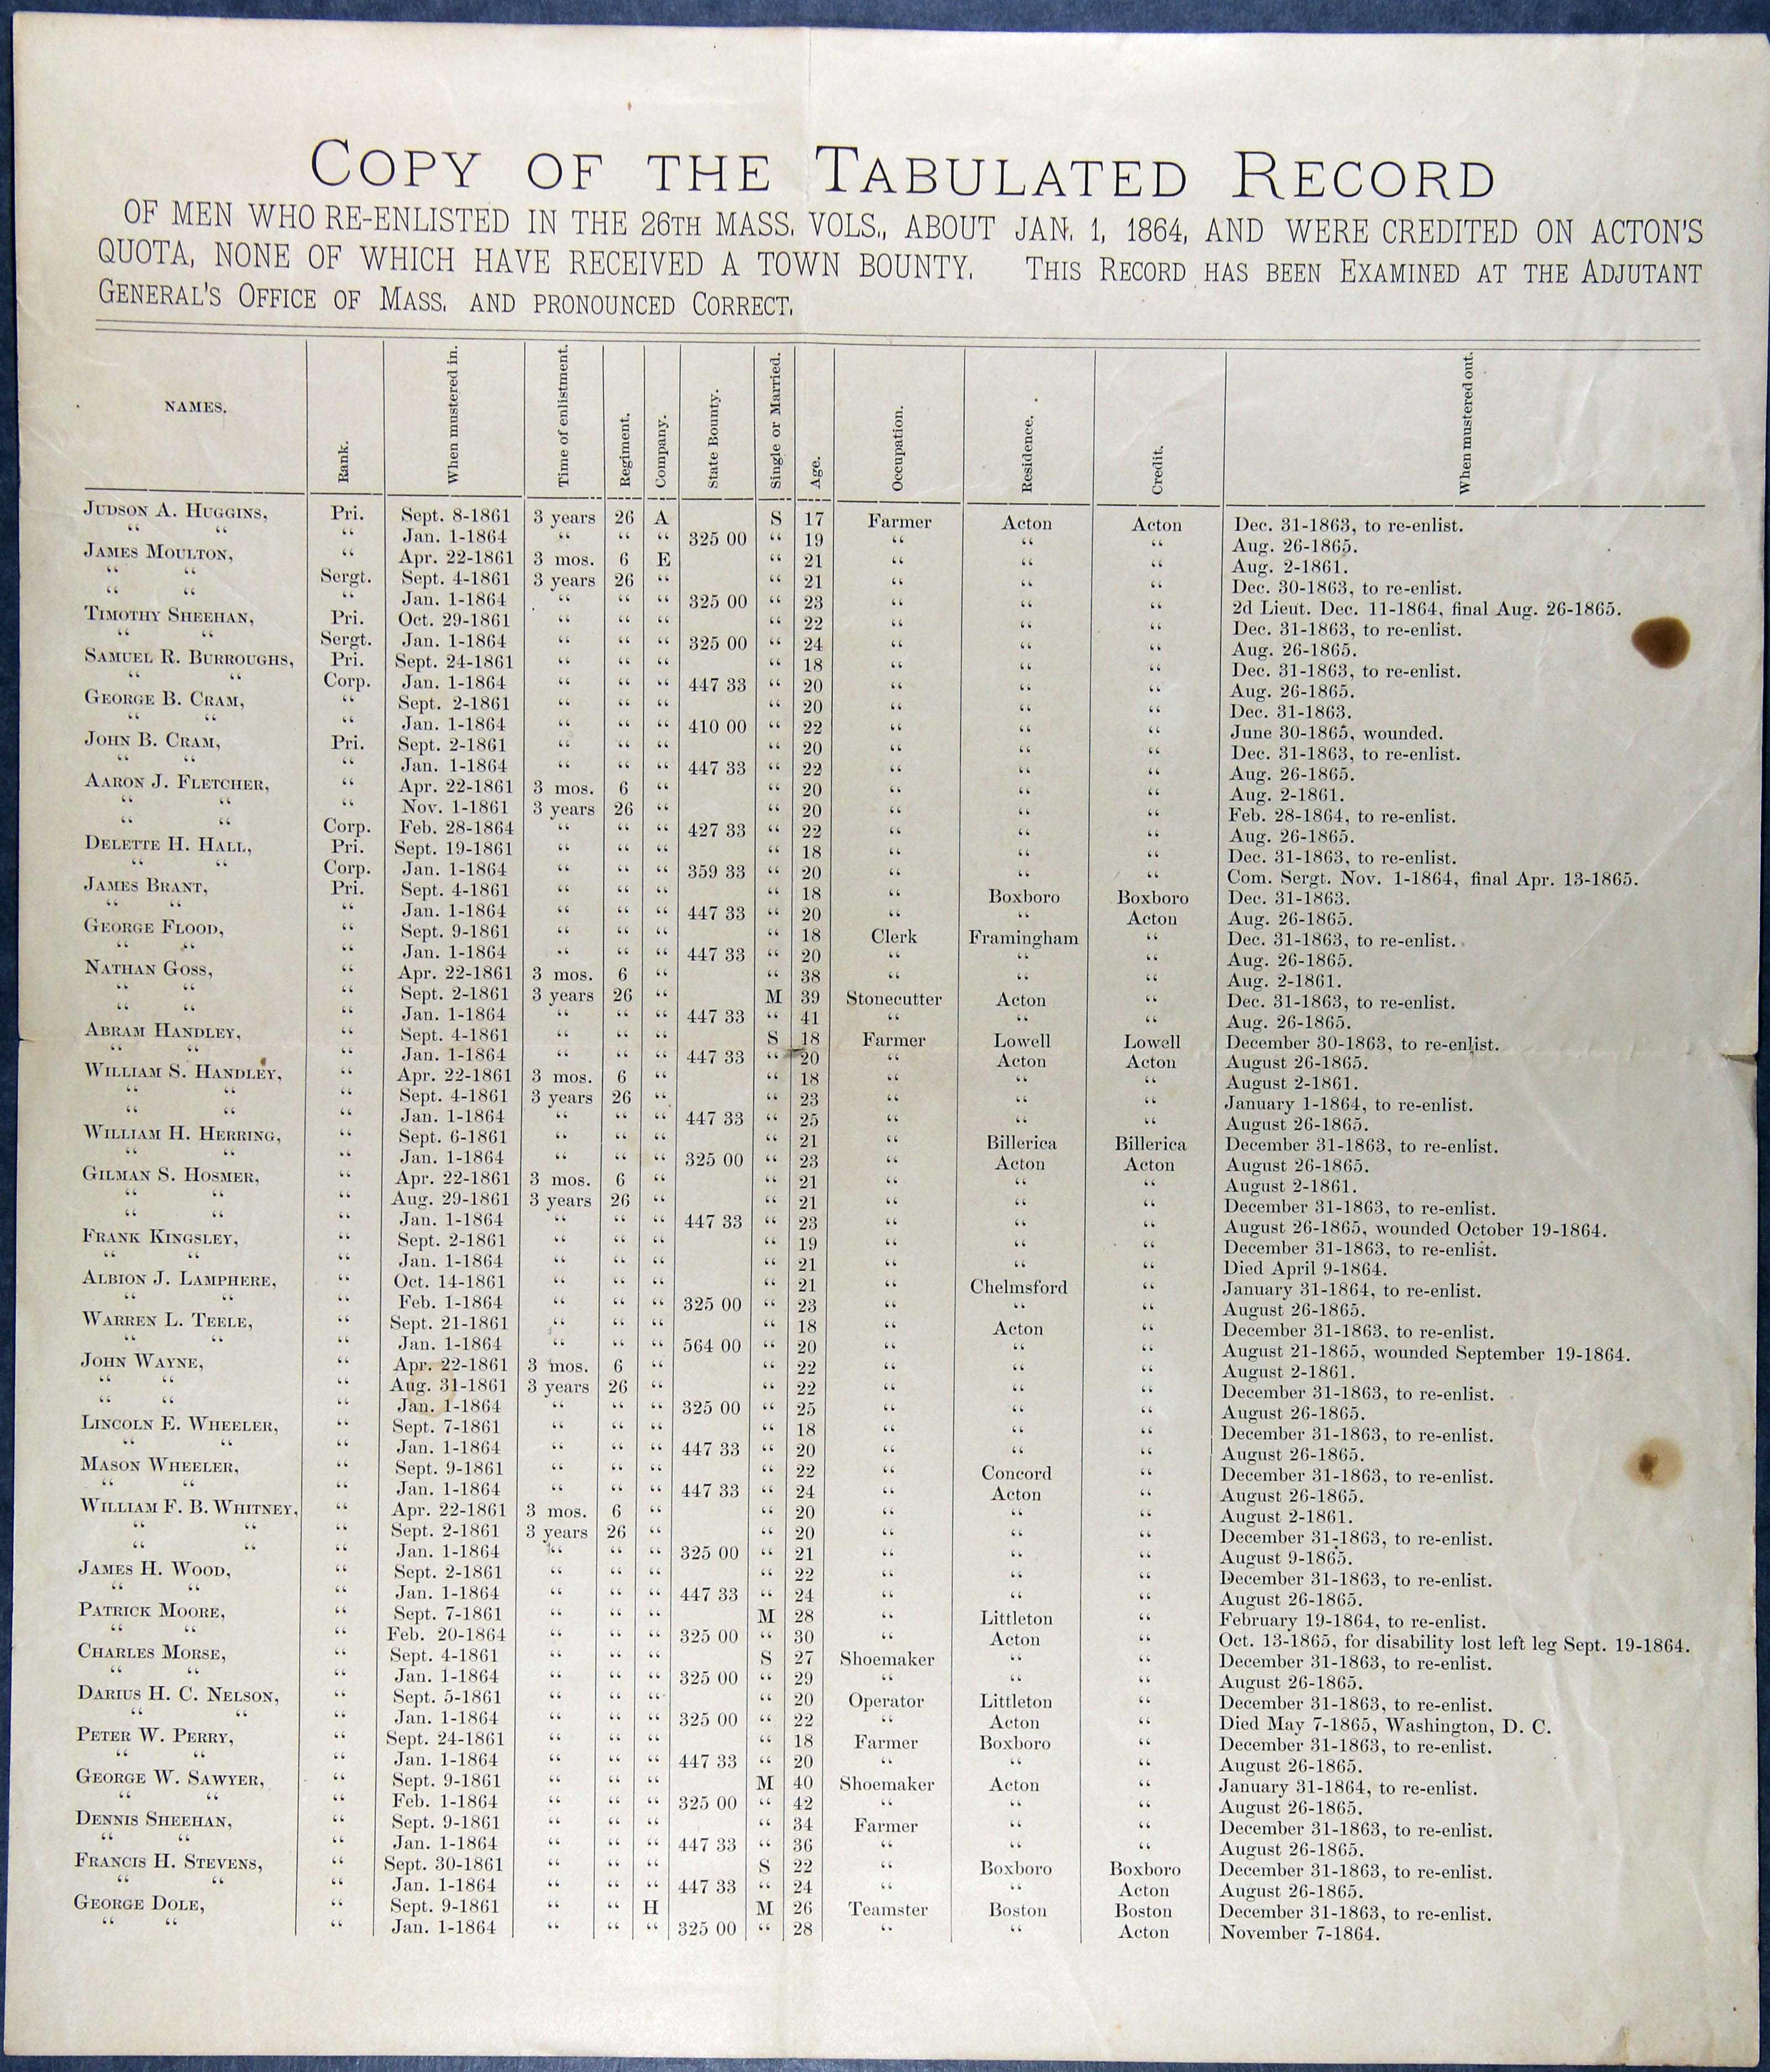 COPY OF THE TABULATED RECORD
OF MEN WHO RE-ENLISTED IN THE 26TH MASS. VOLS., ABOUT JAN. 1, 1864, AND WERE CREDITED ON ACTON'S
QUOTA, NONE OF WHICH HAVE RECEIVED A TOWN BOUNTY. THIS RECORD HAS BEEN EXAMINED AT THE ADJUTANT
GENERAL'S OFFICE OF MASS. AND PRONOUNCED CORRECT.
NAMES. Rank. When mustered in. Time of enlistment. Regiment. Company. State Bounty. Single or Married. Age. Occupation. Residence. Credit. When mustered out.
JUDSON A. HUGGINS, Pri. Sept. 8-1861 3 years 26 A S 17 Farmer Acton Acton Dec. 31-1863, to re-enlist.
“ “ “ Jan. 1-1864 “ “ “ 325 00 “ 19 “ “ “ Aug. 26-1865.
JAMES MOULTON, “ Apr. 22-1861 3 mos. 6 E “ 21 “ “ “ Aug. 2-1861.
“ “ Sergt. Sept. 4-1861 3 years 26 “ “ 21 “ “ “ Dec. 30-1863, to re-enlist.
“ “ “ Jan. 1-1864 “ “ “ 325 00 “ 23 “ “ “ 2d Lieut. Dec. 11-1864, final Aug. 26-1865.
TIMOTHY SHEEHAN, Pri. Oct. 29-1861 “ “ “ “ 22 “ “ “ Dec. 31-1863, to re-enlist.
“ “ Sergt. Jan. 1-1864 “ “ “ 325 00 “ 24 “ “ “ Aug. 26-1865.
SAMUEL R. BURROUGHS, Pri. Sept. 24-1861 “ “ “ “ 18 “ “ “ Dec. 31-1863, to re-enlist.
“ “ Corp. Jan. 1-1864 “ “ “ 447 33 “ 20 “ “ “ Aug. 26-1865.
GEORGE B. CRAM, “ Sept. 2-1861 “ “ “ “ 20 “ “ “ Dec. 31-1863.
“ “ “ Jan. 1-1864 “ “ “ 410 00 “ 22 “ “ “ June 30-1865, wounded.
JOHN B. CRAM, Pri. Sept. 2-1861 “ “ “ “ 20 “ “ “ Dec. 31-1863, to re-enlist.
“ “ “ Jan. 1-1864 “ “ “ 447 33 “ 22 “ “ “ Aug. 26-1865.
AARON J. FLETCHER, “ Apr. 22-1861 3 mos. 6 “ “ 20 “ “ “ Aug. 2-1861.
“ “ “ Nov. 1-1861 3 years 26 “ “ 20 “ “ “ Feb. 28-1864, to re-enlist.
“ “ Corp. Feb. 28-1864 “ “ “ 427 33 “ 22 “ “ “ Aug. 26-1865.
DELETTE H. HALL, Pri. Sept. 19-1861 “ “ “ “ 18 “ “ “ Dec. 31-1863, to re-enlist.
“ “ Corp. Jan. 1-1864 “ “ “ 359 33 “ 20 “ “ “ Com. Sergt. Nov. 1-1864, final Apr. 13-1865.
JAMES BRANT, Pri. Sept. 4-1861 “ “ “ “ 18 “ Boxboro Boxboro Dec. 31-1863.
“ “ “ Jan. 1-1864 “ “ “ 447 33 “ 20 “ “ Acton Aug. 26-1865.
GEORGE FLOOD, “ Sept. 9-1861 “ “ “ “ 18 Clerk Framingham “ Dec. 31-1863, to re-enlist.
“ “ “ Jan. 1-1864 “ “ “ 447 33 “ 20 “ “ “ Aug. 26-1865.
NATHAN GOSS, “ Apr. 22-1861 3 mos. 6 “ “ 38 “ “ “ Aug. 2-1861.
“ “ “ Sept. 2-1861 3 years 26 “ M 39 Stonecutter Acton “ Dec. 31-1863, to re-enlist.
“ “ “ Jan. 1-1864 “ “ “ 447 33 “ 41 “ “ “ Aug. 26-1865.
ABRAM HANDLEY, “ Sept. 4-1861 “ “ “ S 18 Farmer Lowell Lowell December 30-1863, to re-enlist.
“ “ “ Jan. 1-1864 “ “ “ 447 33 “ 20 “ Acton Acton August 26-1865.
WILLIAM S. HANDLEY, “ Apr. 22-1861 3 mos. 6 “ “ 18 “ “ “ August 2-1861.
“ “ “ Sept. 4-1861 3 years 26 “ “ 23 “ “ “ January 1-1864, to re-enlist.
“ “ “ Jan. 1-1864 “ “ “ 447 33 “ 25 “ “ “ August 26-1865.
WILLIAM H. HERRING, “ Sept. 6-1861 “ “ “ “ 21 “ Billerica Billerica December 31-1863, to re-enlist.
“ “ “ Jan. 1-1864 “ “ “ 325 00 “ 23 “ Acton Acton August 26-1865.
GILMAN S. HOSMER, “ Apr. 22-1861 3 mos. 6 “ “ 21 “ “ “ August 2-1861.
“ “ “ Aug. 29-1861 3 years 26 “ “ 21 “ “ “ December 31-1863, to re-enlist.
“ “ “ Jan. 1-1864 “ “ “ 447 33 “ 23 “ “ “ August 26-1865, wounded October 19-1864.
FRANK KINGSLEY, “ Sept. 2-1861 “ “ “ “ 19 “ “ “ December 31-1863, to re-enlist.
“ “ “ Jan. 1-1864 “ “ “ “ 21 “ “ “ Died April 9-1864.
ALBION J. LAMPHERE, “ Oct. 14-1861 “ “ “ “ 21 “ Chelmsford “ January 31-1864, to re-enlist.
“ “ “ Feb. 1-1864 “ “ “ 325 00 “ 23 “ “ “ August 26-1865.
WARREN L. TEELE, “ Sept. 21-1861 “ “ “ “ 18 “ Acton “ December 31-1863, to re-enlist.
“ “ “ Jan. 1-1864 “ “ “ 564 00 “ 20 “ “ “ August 21-1865, wounded September 19-1864.
JOHN WAYNE, “ Apr. 22-1861 3 mos. 6 “ “ 22 “ “ “ August 2-1861.
“ “ “ Aug. 31-1861 3 years 26 “ “ 22 “ “ “ December 31-1863, to re-enlist.
“ “ “ Jan. 1-1864 “ “ “ 325 00 “ 25 “ “ “ August 26-1865.
LINCOLN E. WHEELER, “ Sept. 7-1861 “ “ “ “ 18 “ “ “ December 31-1863, to re-enlist.
“ “ “ Jan. 1-1864 “ “ “ 447 33 “ 20 “ “ “ August 26-1865.
MASON WHEELER, “ Sept. 9-1861 “ “ “ “ 22 “ Concord “ December 31-1863, to re-enlist.
“ “ “ Jan. 1-1864 “ “ “ 447 33 “ 24 “ Acton “ August 26-1865.
WILLIAM F. B. WHITNEY, “ Apr. 22-1861 3 mos. 6 “ “ 20 “ “ “ August 2-1861.
“ “ “ Sept. 2-1861 3 years 26 “ “ 20 “ “ “ December 31-1863, to re-enlist.
“ “ “ Jan. 1-1864 “ “ “ 325 00 “ 21 “ “ “ August 9-1865.
JAMES H. WOOD, “ Sept. 2-1861 “ “ “ “ 22 “ “ “ December 31-1863, to re-enlist.
“ “ “ Jan. 1-1864 “ “ “ 447 33 “ 24 “ “ “ August 26-1865.
PATRICK MOORE, “ Sept. 7-1861 “ “ “ M 28 “ Littleton “ February 19-1864, to re-enlist.
“ “ “ Feb. 20-1864 “ “ “ 325 00 “ 30 “ Acton “ Oct. 13-1865, for disability lost left leg Sept. 19-1864.
CHARLES MORSE, “ Sept. 4-1861 “ “ “ S 27 Shoemaker “ “ December 31-1863, to re-enlist.
“ “ “ Jan. 1-1864 “ “ “ 325 00 “ 29 “ “ “ August 26-1865.
DARIUS H. C. NELSON, “ Sept. 5-1861 “ “ “ “ 20 Operator Littleton “ December 31-1863, to re-enlist.
“ “ “ Jan. 1-1864 “ “ “ 325 00 “ 22 “ Acton “ Died May 7-1865, Washington, D. C.
PETER W. PERRY, “ Sept. 24-1861 “ “ “ “ 18 Farmer Boxboro “ December 31-1863, to re-enlist.
“ “ “ Jan. 1-1864 “ “ “ 447 33 “ 20 “ “ “ August 26-1865.
GEORGE W. SAWYER, “ Sept. 9-1861 “ “ “ M 40 Shoemaker Acton “ January 31-1864, to re-enlist.
“ “ “ Feb. 1-1864 “ “ “ 325 00 “ 42 “ “ “ August 26-1865.
DENNIS SHEEHAN, “ Sept. 9-1861 “ “ “ “ 34 Farmer “ “ December 31-1863, to re-enlist.
“ “ “ Jan. 1-1864 “ “ “ 447 33 “ 36 “ “ “ August 26-1865.
FRANCIS H. STEVENS, “ Sept. 30-1861 “ “ “ S 22 “ Boxboro Boxboro December 31-1863, to re-enlist.
“ “ “ Jan. 1-1864 “ “ “ 447 33 “ 24 “ “ Acton August 26-1865.
GEORGE DOLE, “ Sept. 9-1861 “ “ H M 26 Teamster Boston Boston December 31-1863, to re-enlist.
“ “ “ Jan. 1-1864 “ “ “ 325 00 “ 28 “ “ Acton November 7-1864.